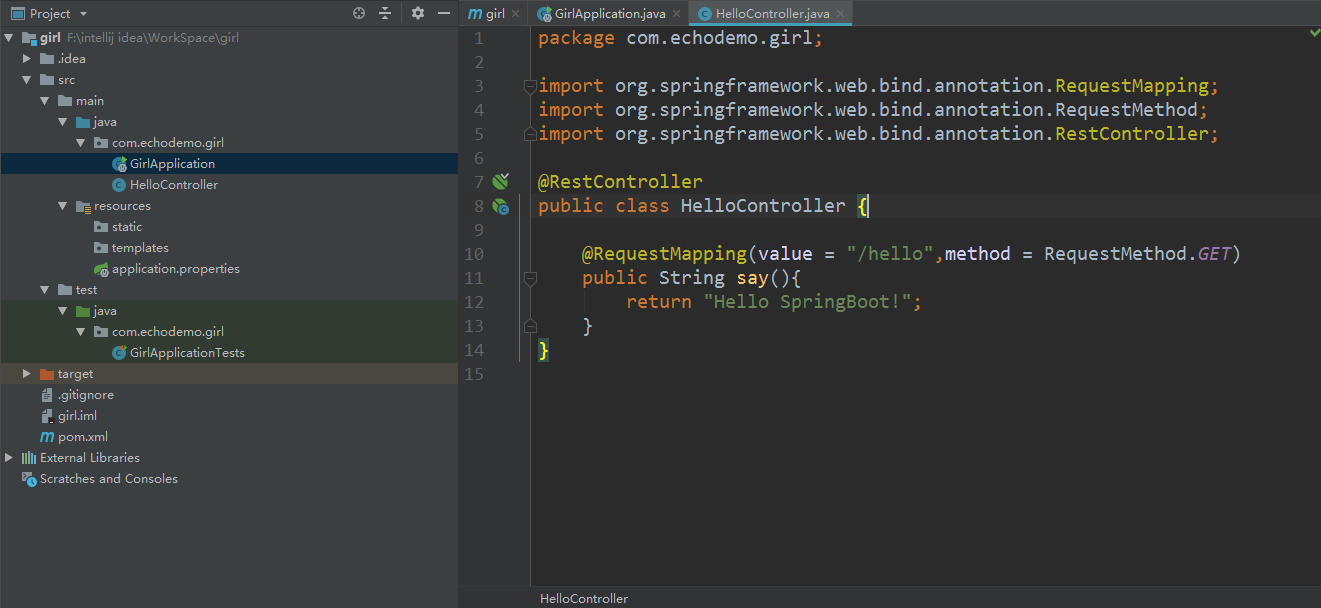 Project
girl F:\intellij idea\WorkSpace\girl
.idea
src
main
java
com.echodemo.girl
GirlApplication
HelloController
resources
static
templates
application.properties
test
java
com.echodemo.girl
GirlApplicationTests
target
.gitignore
girl.iml
pom.xml
External Libraries
Scratches and Consoles
girl GirlApplication.java HelloController.java
1 package com.echodemo.girl;
2
3 import org.springframework.web.bind.annotation.RequestMapping;
4 import org.springframework.web.bind.annotation.RequestMethod;
5 import org.springframework.web.bind.annotation.RestController;
6
7 @RestController
8 public class HelloController {
9
10 @RequestMapping(value = "/hello",method = RequestMethod.GET)
11 public String say(){
12 return "Hello SpringBoot!";
13 }
14 }
15
HelloController